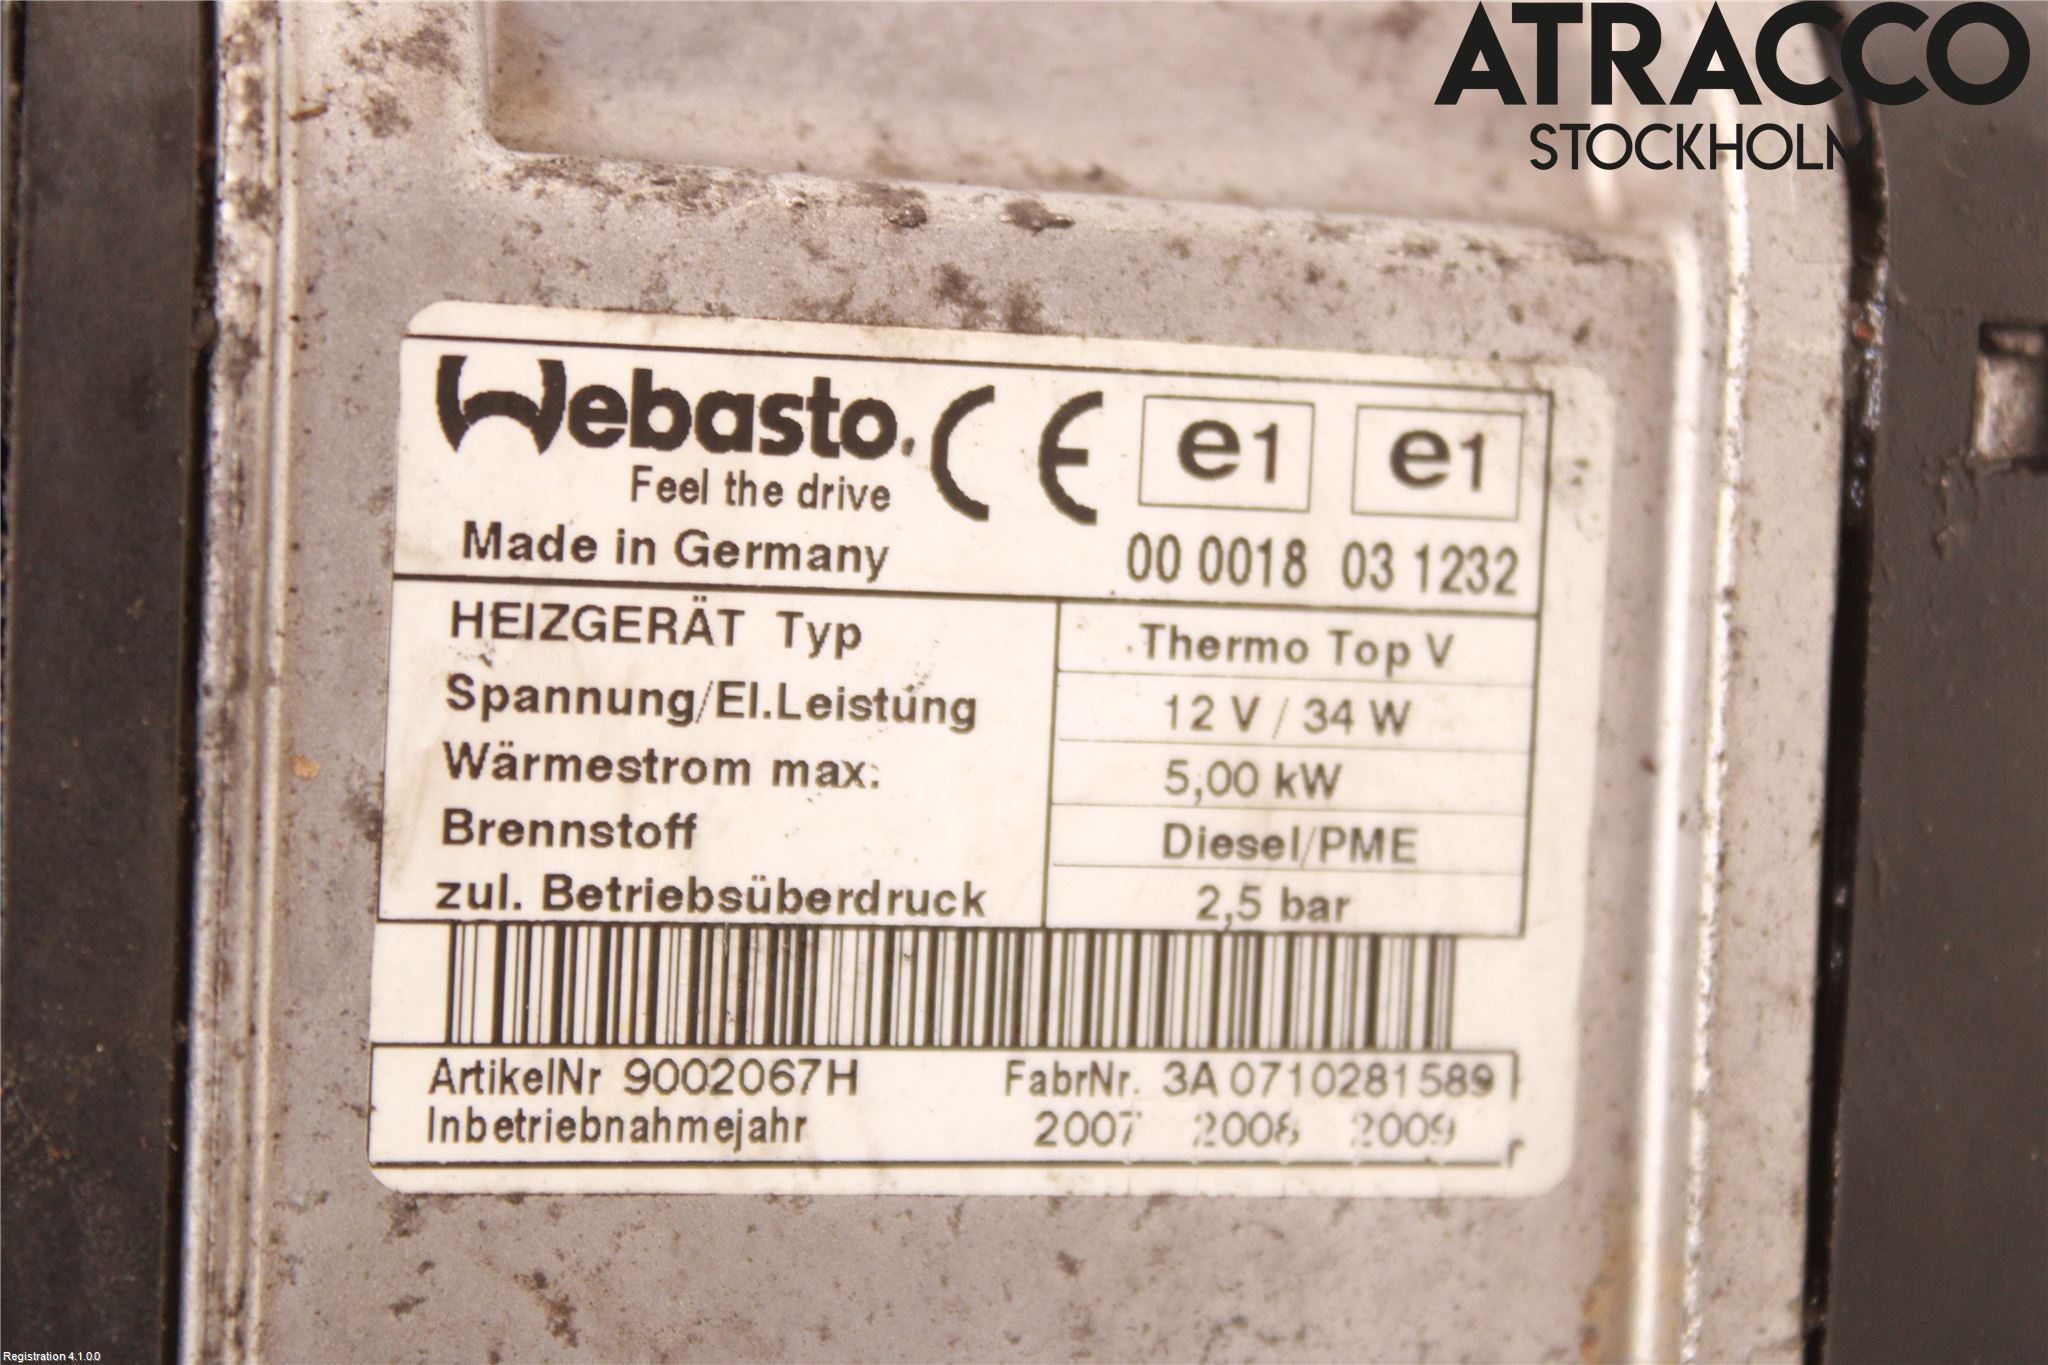 ATRACCO
STOCKHOLM
Webasto
Feel the drive
Made in Germany
CE
e1 e1
00 0018 03 1232
HEIZGERÄT Typ Thermo Top V
Spannung/El.Leistung 12 V / 34 W
Wärmestrom max. 5,00 kW
Brennstoff Diesel/PME
zul. Betriebsüberdruck 2,5 bar
ArtikelNr 9002067H FabrNr. 3A0710281589
Inbetriebnahmejahr 2007 2008 2009
Registration 4.1.0.0